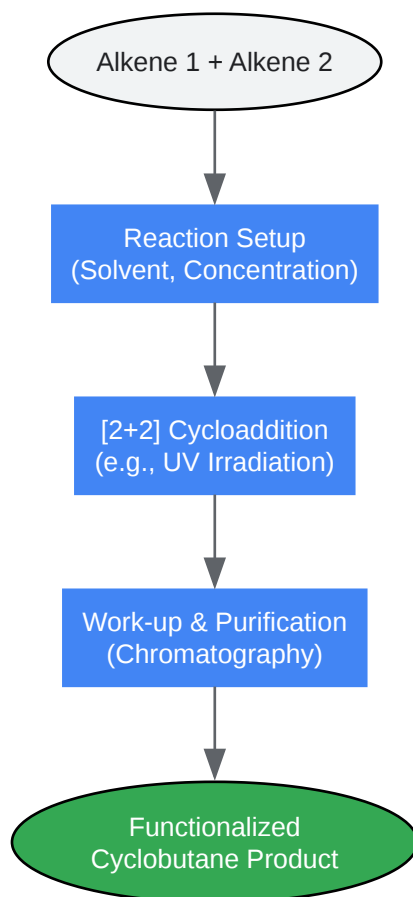 Alkene 1 + Alkene 2
Reaction Setup
(Solvent, Concentration)
[2+2] Cycloaddition
(e.g., UV Irradiation)
Work-up & Purification
(Chromatography)
Functionalized
Cyclobutane Product